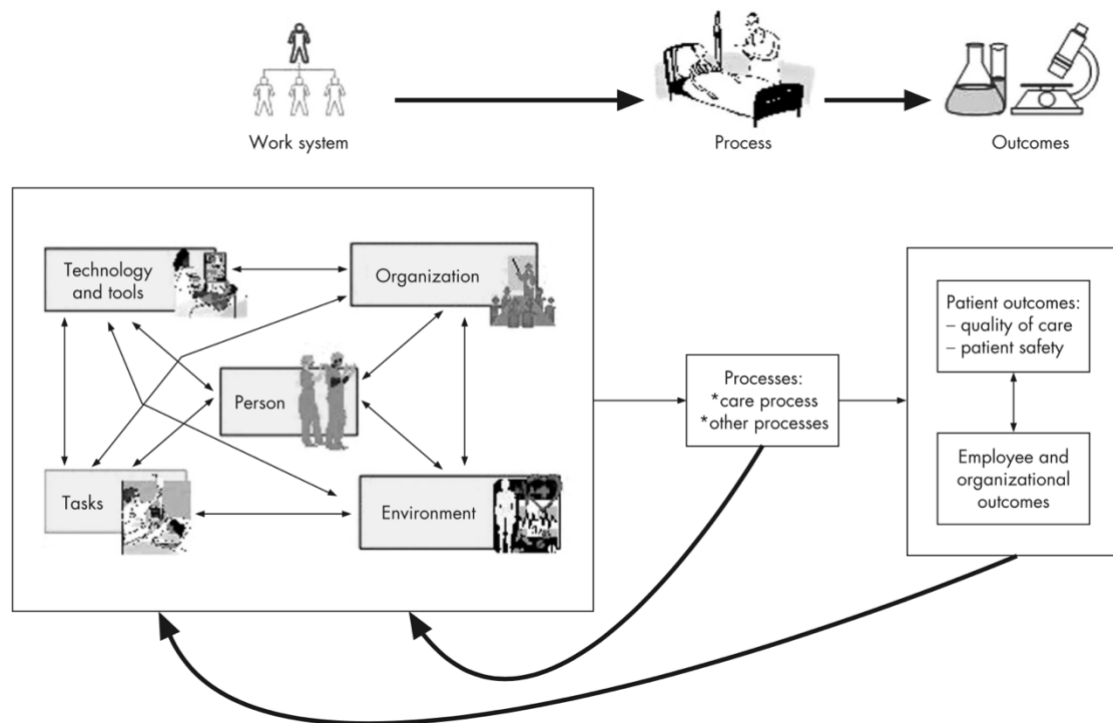 Work system
Process
Outcomes
Technology
and tools
Organization
Person
Tasks
Environment
Processes:
*care process
*other processes
Patient outcomes:
– quality of care
– patient safety
Employee and
organizational
outcomes